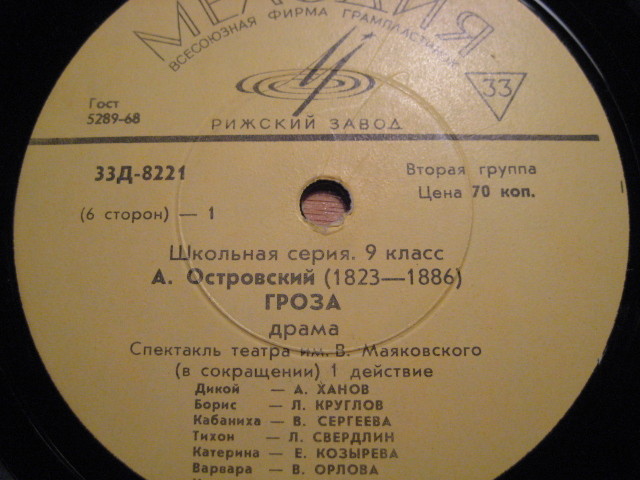 МЕЛОДИЯ
ВСЕСОЮЗНАЯ ФИРМА ГРАМПЛАСТИНОК
33
Гост
5289-68
РИЖСКИЙ ЗАВОД
33Д-8221
Вторая группа
Цена 70 коп.
(6 сторон) — 1
Школьная серия. 9 класс
А. Островский (1823—1886)
ГРОЗА
драма
Спектакль театра им. В. Маяковского
(в сокращении) 1 действие
Дикой — А. ХАНОВ
Борис — Л. КРУГЛОВ
Кабаниха — В. СЕРГЕЕВА
Тихон — Л. СВЕРДЛИН
Катерина — Е. КОЗЫРЕВА
Варвара — В. ОРЛОВА